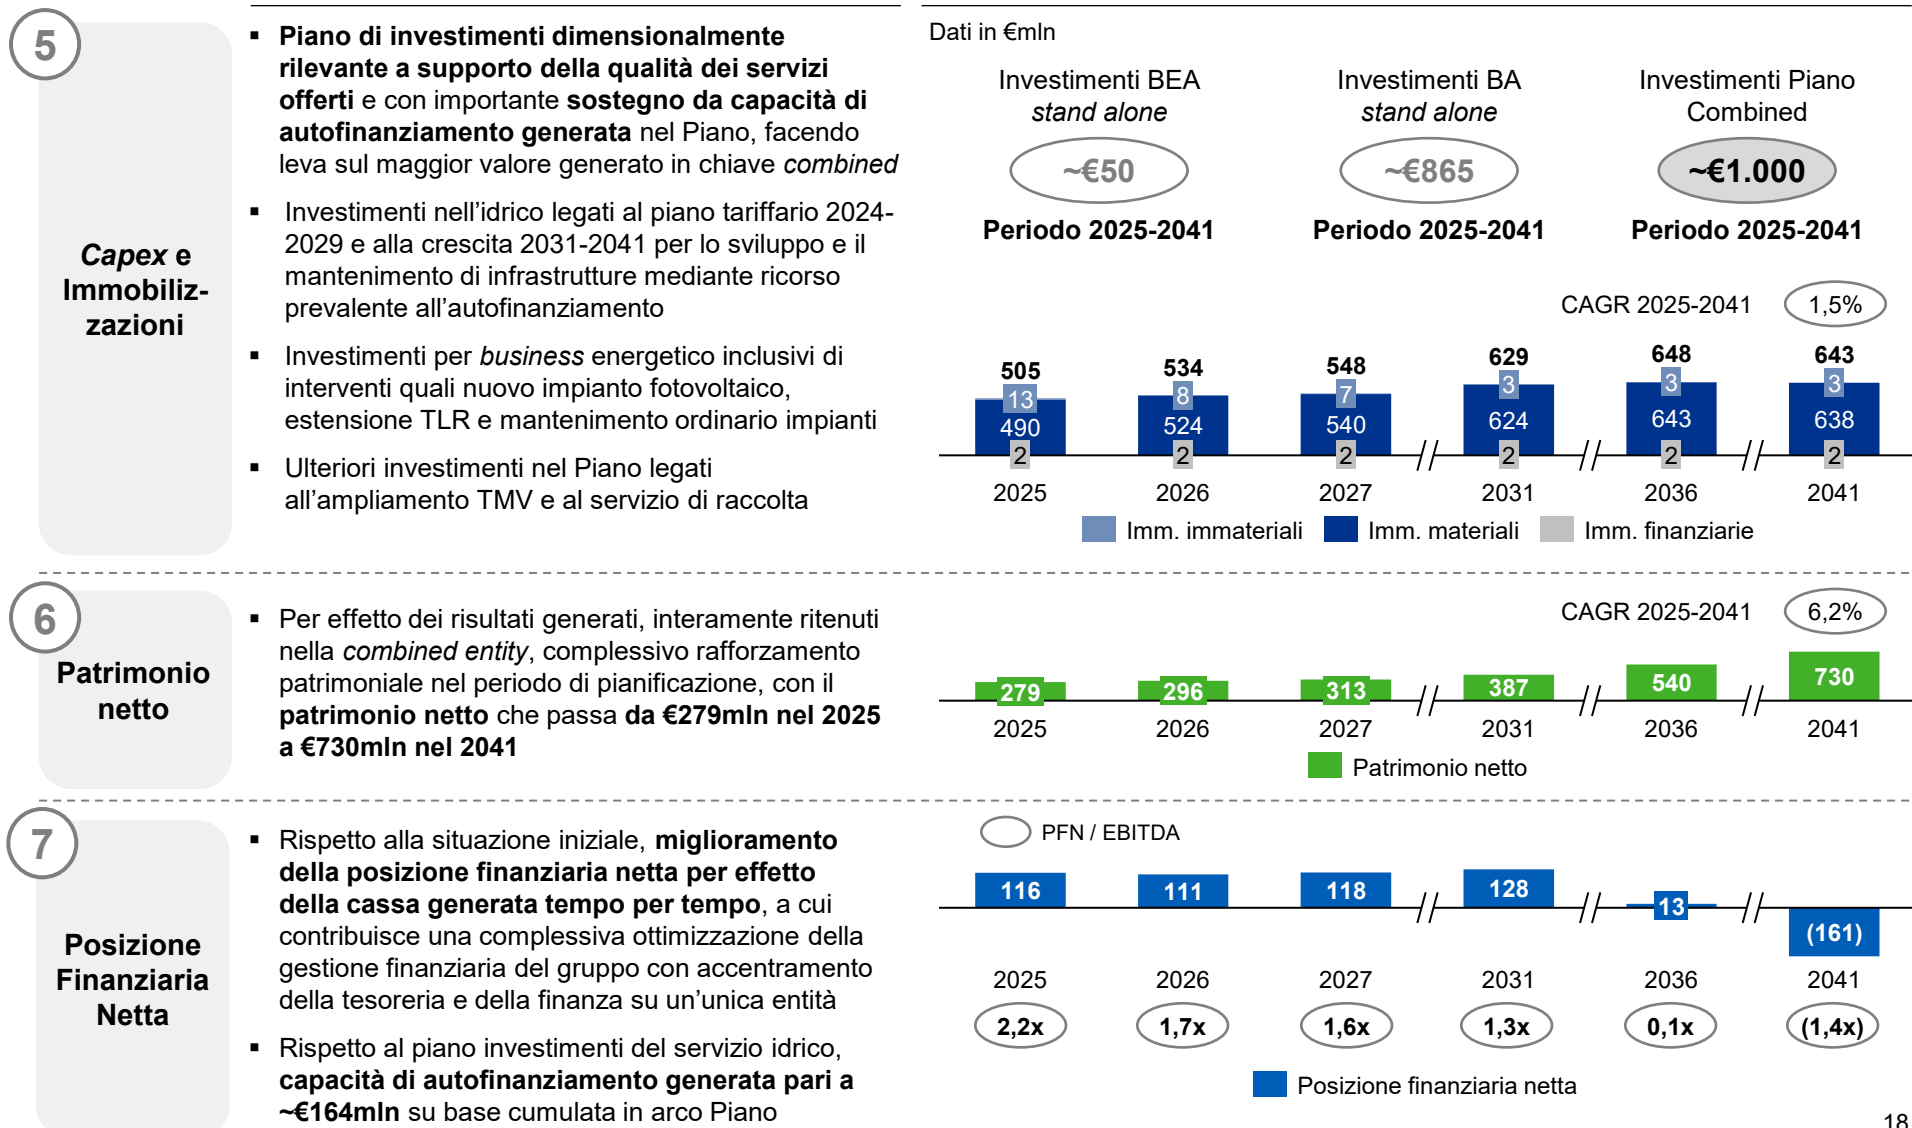 5
Capex e
Immobiliz-
zazioni
▪ Piano di investimenti dimensionalmente
rilevante a supporto della qualità dei servizi
offerti e con importante sostegno da capacità di
autofinanziamento generata nel Piano, facendo
leva sul maggior valore generato in chiave combined
▪ Investimenti nell'idrico legati al piano tariffario 2024-
2029 e alla crescita 2031-2041 per lo sviluppo e il
mantenimento di infrastrutture mediante ricorso
prevalente all'autofinanziamento
▪ Investimenti per business energetico inclusivi di
interventi quali nuovo impianto fotovoltaico,
estensione TLR e mantenimento ordinario impianti
▪ Ulteriori investimenti nel Piano legati
all'ampliamento TMV e al servizio di raccolta
Dati in €mln
Investimenti BEA
stand alone
~€50
Periodo 2025-2041
Investimenti BA
stand alone
~€865
Periodo 2025-2041
Investimenti Piano
Combined
~€1.000
Periodo 2025-2041
CAGR 2025-2041 1,5%
505 534 548 629 648 643
13 8 7 3 3 3
490 524 540 624 643 638
2 2 2 2 2 2
2025 2026 2027 2031 2036 2041
Imm. immateriali Imm. materiali Imm. finanziarie
6
Patrimonio
netto
▪ Per effetto dei risultati generati, interamente ritenuti
nella combined entity, complessivo rafforzamento
patrimoniale nel periodo di pianificazione, con il
patrimonio netto che passa da €279mln nel 2025
a €730mln nel 2041
CAGR 2025-2041 6,2%
279 296 313 387 540 730
2025 2026 2027 2031 2036 2041
Patrimonio netto
7
Posizione
Finanziaria
Netta
▪ Rispetto alla situazione iniziale, miglioramento
della posizione finanziaria netta per effetto
della cassa generata tempo per tempo, a cui
contribuisce una complessiva ottimizzazione della
gestione finanziaria del gruppo con accentramento
della tesoreria e della finanza su un'unica entità
▪ Rispetto al piano investimenti del servizio idrico,
capacità di autofinanziamento generata pari a
~€164mln su base cumulata in arco Piano
PFN / EBITDA
116 111 118 128 13 (161)
2025 2026 2027 2031 2036 2041
2,2x 1,7x 1,6x 1,3x 0,1x (1,4x)
Posizione finanziaria netta
18